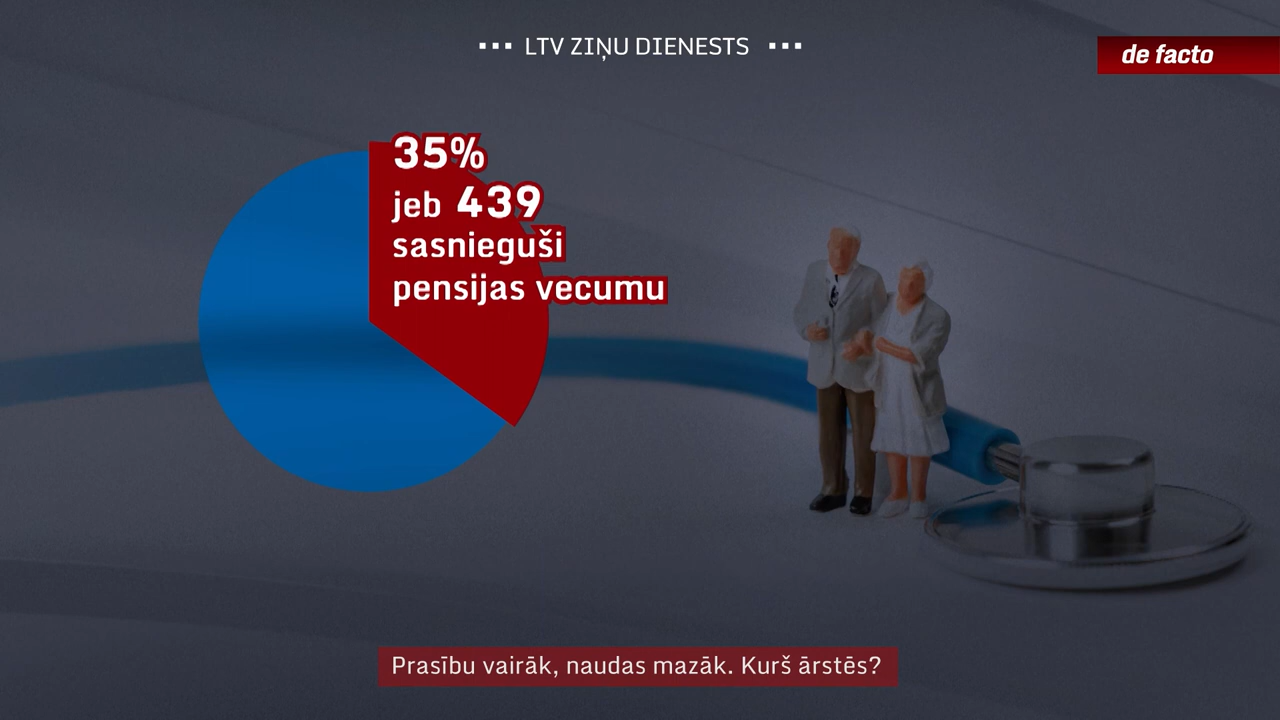 LTV ZIŅU DIENESTS
de facto
35%
jeb 439
sasnieguši
pensijas vecumu
Prasību vairāk, naudas mazāk. Kurš ārstēs?